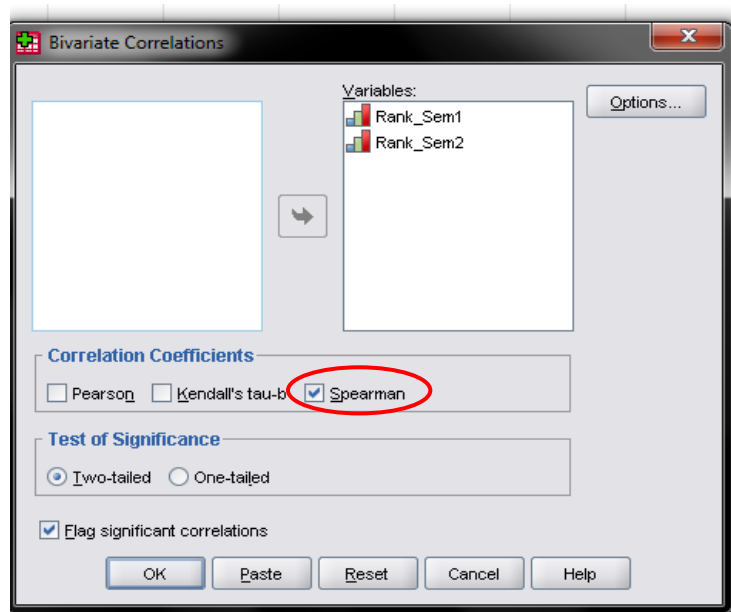 Bivariate Correlations
Variables:
Rank_Sem1
Rank_Sem2
Options...
Correlation Coefficients
Pearson Kendall's tau-b Spearman
Test of Significance
Two-tailed One-tailed
Flag significant correlations
OK Paste Reset Cancel Help